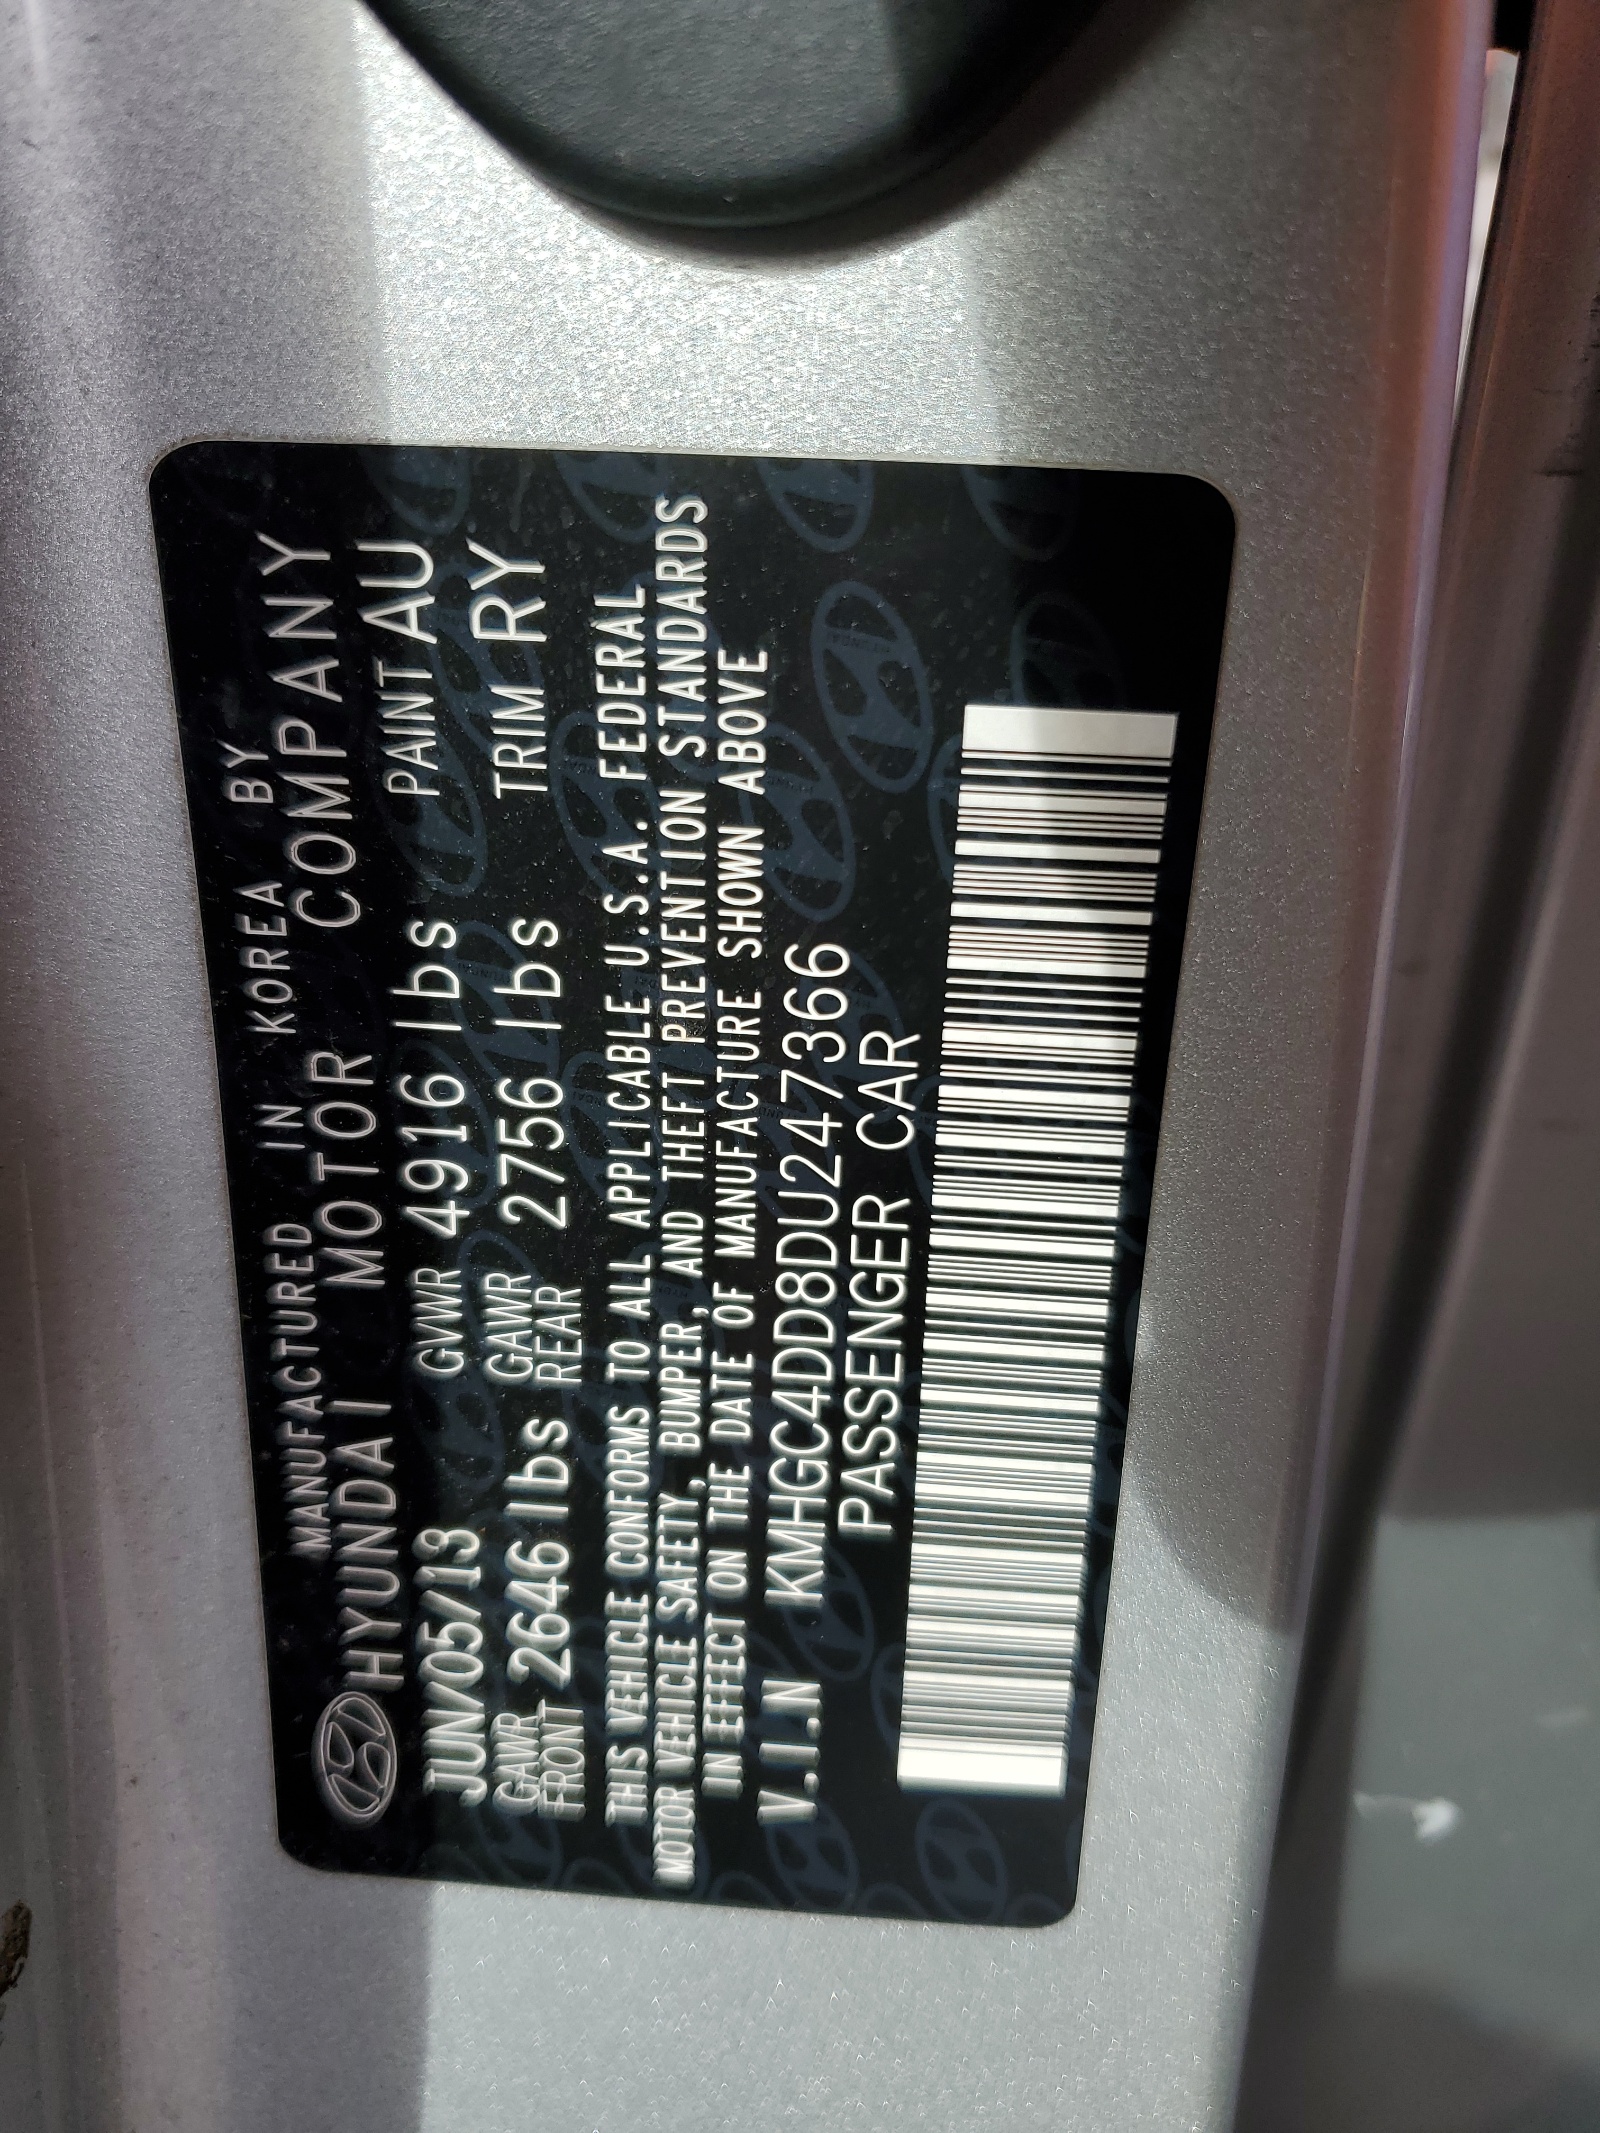 MANUFACTURED IN KOREA BY
HYUNDAI MOTOR COMPANY
JUN/05/13 GVWR 4916 lbs PAINT AU
GAWR FRONT 2646 lbs GAWR REAR 2756 lbs TRIM RY
THIS VEHICLE CONFORMS TO ALL APPLICABLE U.S.A. FEDERAL
MOTOR VEHICLE SAFETY, BUMPER, AND THEFT PREVENTION STANDARDS
IN EFFECT ON THE DATE OF MANUFACTURE SHOWN ABOVE
V.I.N KMHGC4DD8DU247366
PASSENGER CAR